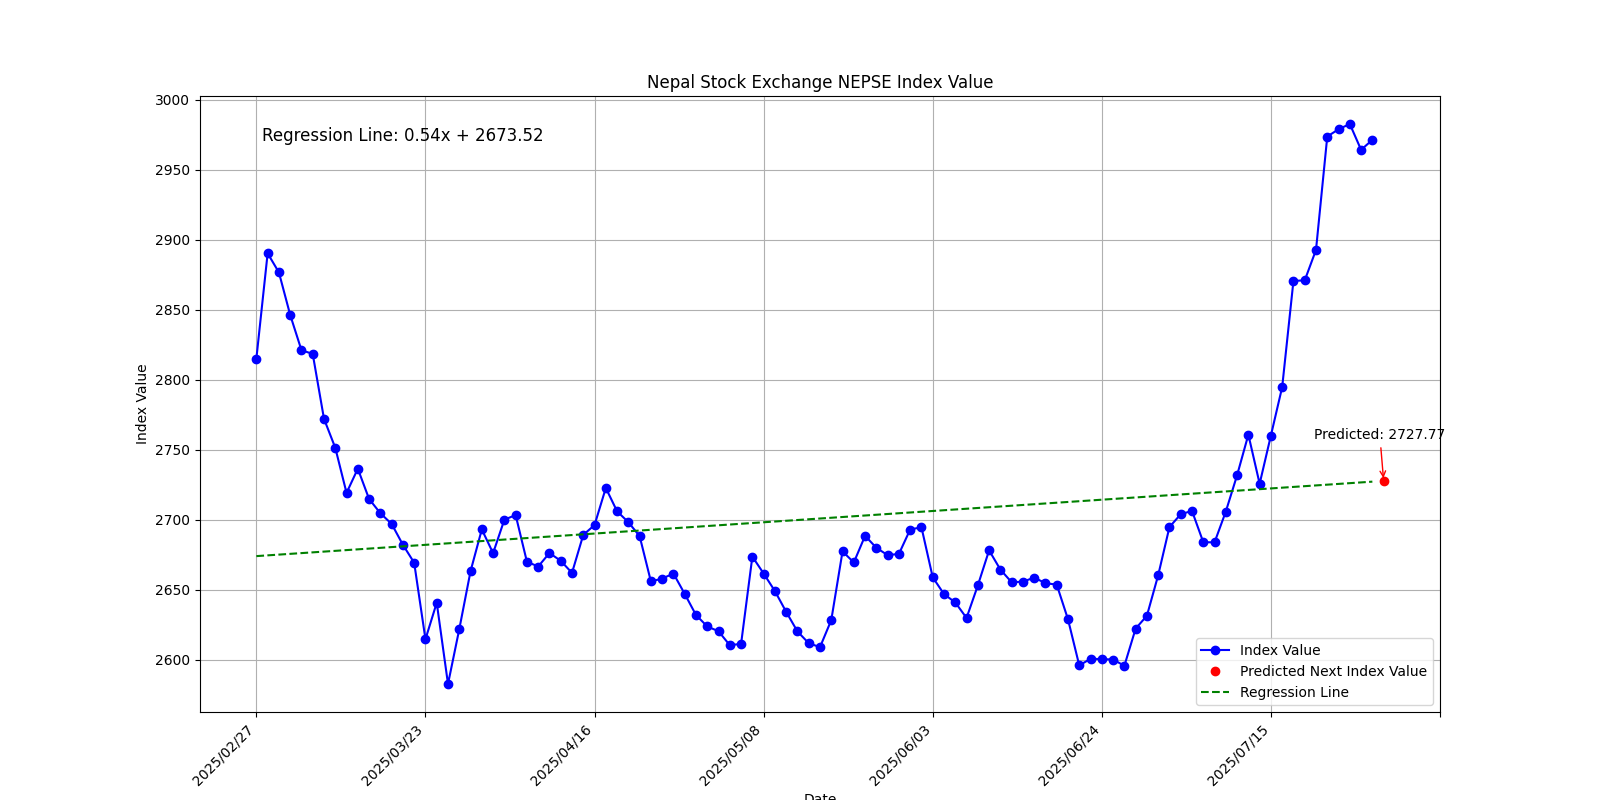 Nepal Stock Exchange NEPSE Index Value
3000
2950
2900
2850
2800
2750
2700
2650
2600
Index Value
Regression Line: 0.54x + 2673.52
Predicted: 2727.77
Index Value
Predicted Next Index Value
Regression Line
2025/02/27
2025/03/23
2025/04/16
2025/05/08
2025/06/03
2025/06/24
2025/07/15
Date